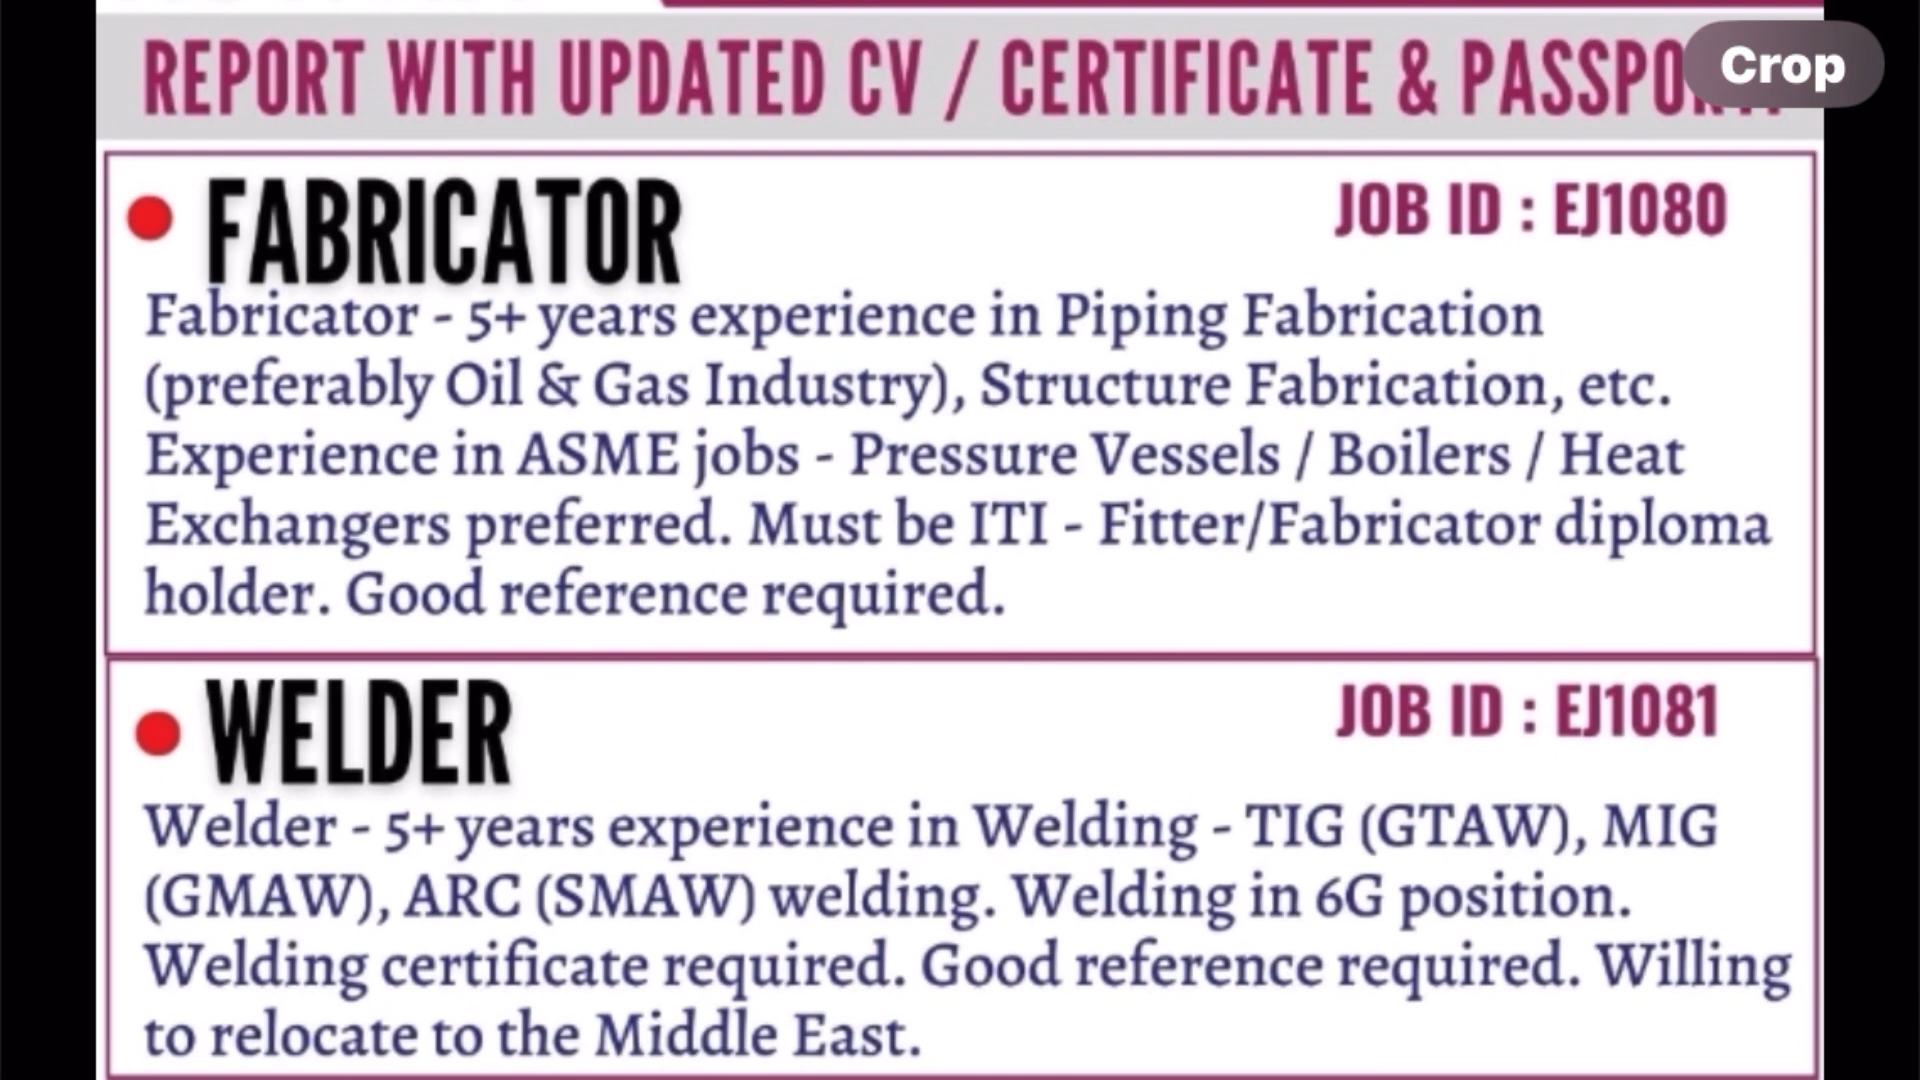 REPORT WITH UPDATED CV / CERTIFICATE &
Crop
FABRICATOR
JOB ID : EJ1080
Fabricator - 5+ years experience in Piping Fabrication
(preferably Oil & Gas Industry), Structure Fabrication, etc.
Experience in ASME jobs - Pressure Vessels / Boilers / Heat
Exchangers preferred. Must be ITI - Fitter/Fabricator diploma
holder. Good reference required.
WELDER
JOB ID : EJ1081
Welder - 5+ years experience in Welding - TIG (GTAW), MIG
(GMAW), ARC (SMAW) welding. Welding in 6G position.
Welding certificate required. Good reference required. Willing
to relocate to the Middle East.